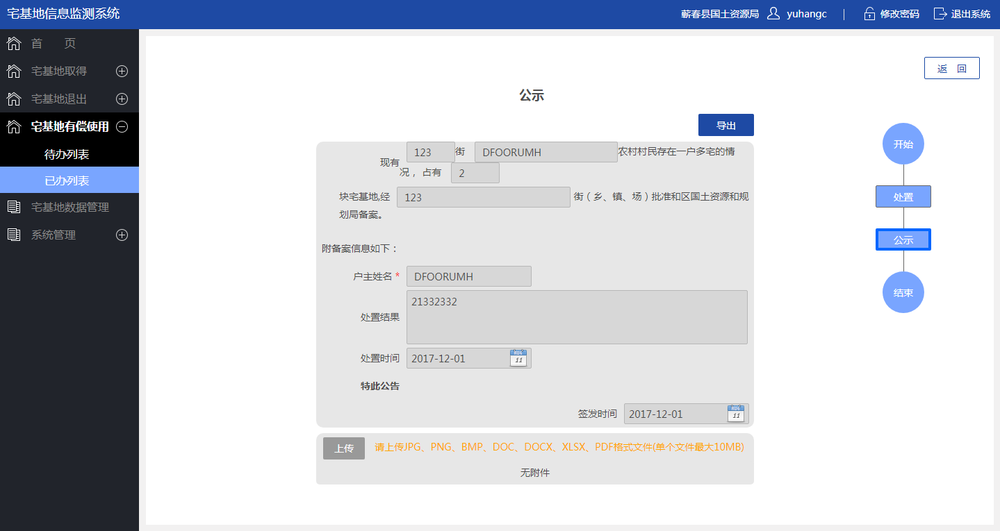 宅基地信息监测系统
蕲春县国土资源局 yuhangc | 修改密码 退出系统
首 页
宅基地取得
宅基地退出
宅基地有偿使用
待办列表
已办列表
宅基地数据管理
系统管理
返 回
公示
导出
现有 123 街 DFOORUMH 农村村民存在一户多宅的情
况， 占有 2
块宅基地,经 123 街（乡、镇、场）批准和区国土资源和规
划局备案。
附备案信息如下：
户主姓名 * DFOORUMH
处置结果 21332332
处置时间 2017-12-01 AUG 11
特此公告
签发时间 2017-12-01 AUG 11
上传 请上传JPG、PNG、BMP、DOC、DOCX、XLSX、PDF格式文件(单个文件最大10MB)
无附件
开始
处置
公示
结束